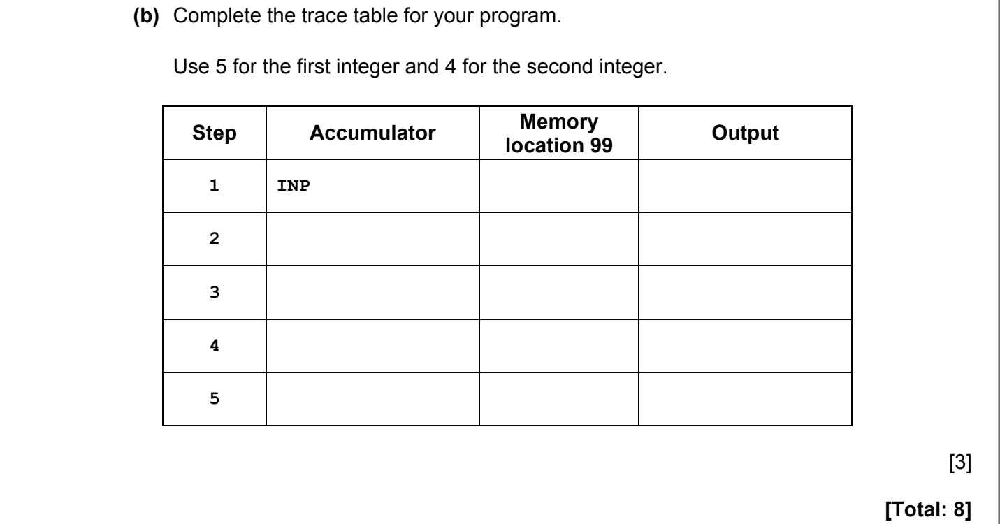 (b) Complete the trace table for your program.
Use 5 for the first integer and 4 for the second integer.
Step Accumulator Memory location 99 Output
1 INP
2
3
4
5
[3]
[Total: 8]